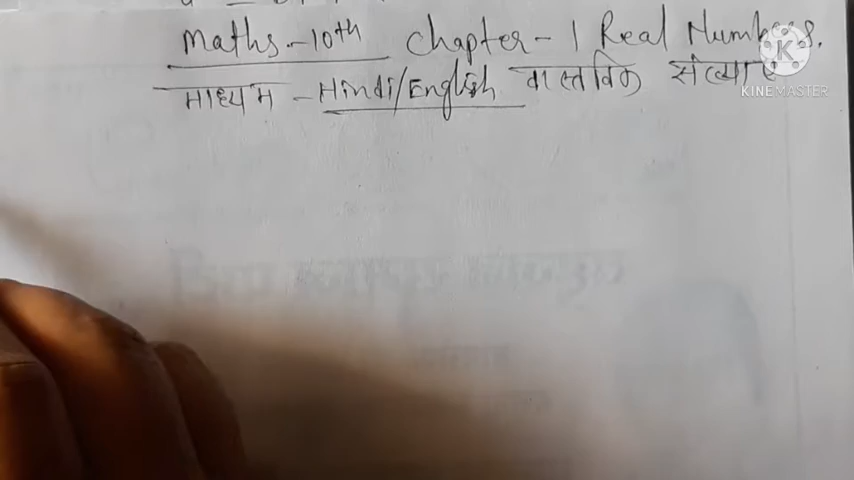 Maths - 10th Chapter - 1 Real Numbers.
माध्यम - Hindi/English वास्तविक संख्याए
KINEMASTER